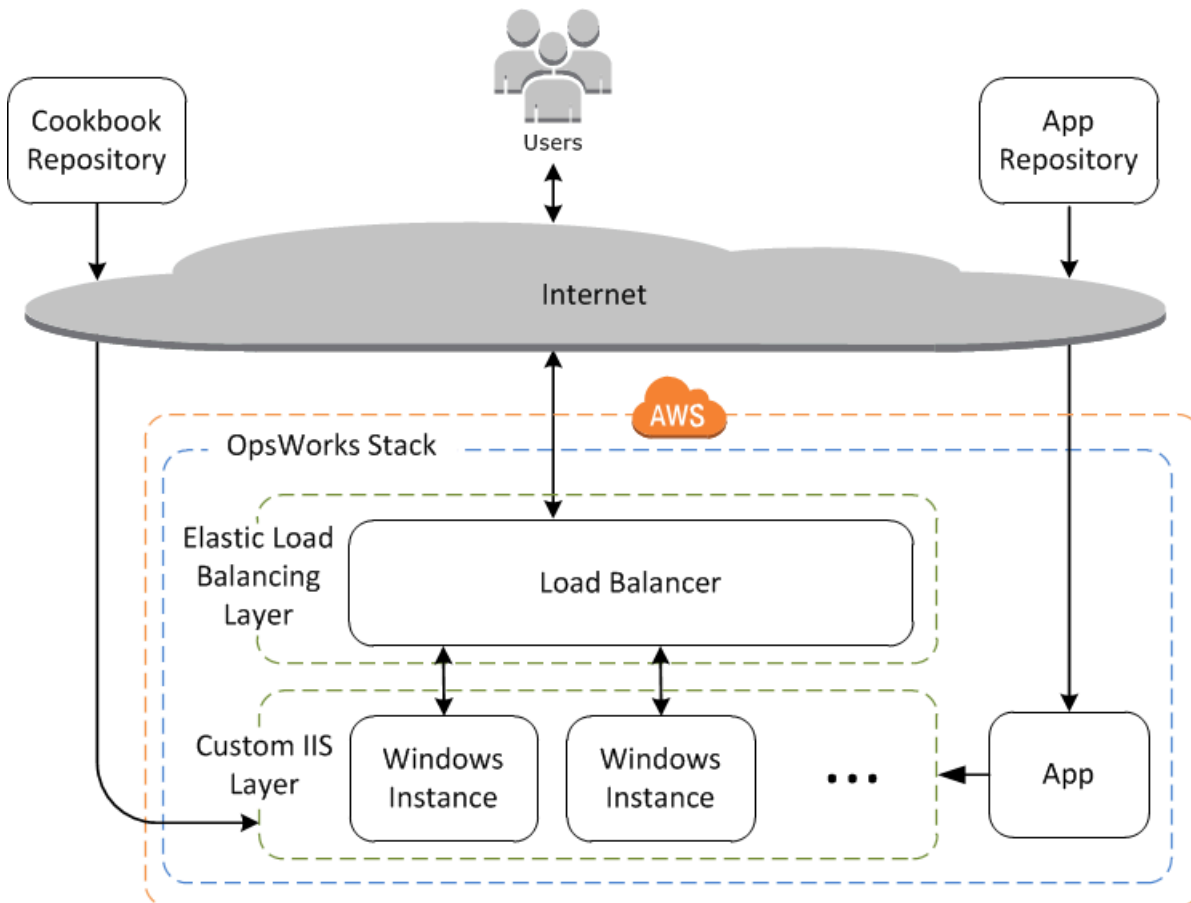 Users
Cookbook
Repository
App
Repository
Internet
AWS
OpsWorks Stack
Elastic Load
Balancing
Layer
Load Balancer
Custom IIS
Layer
Windows
Instance
Windows
Instance
...
App